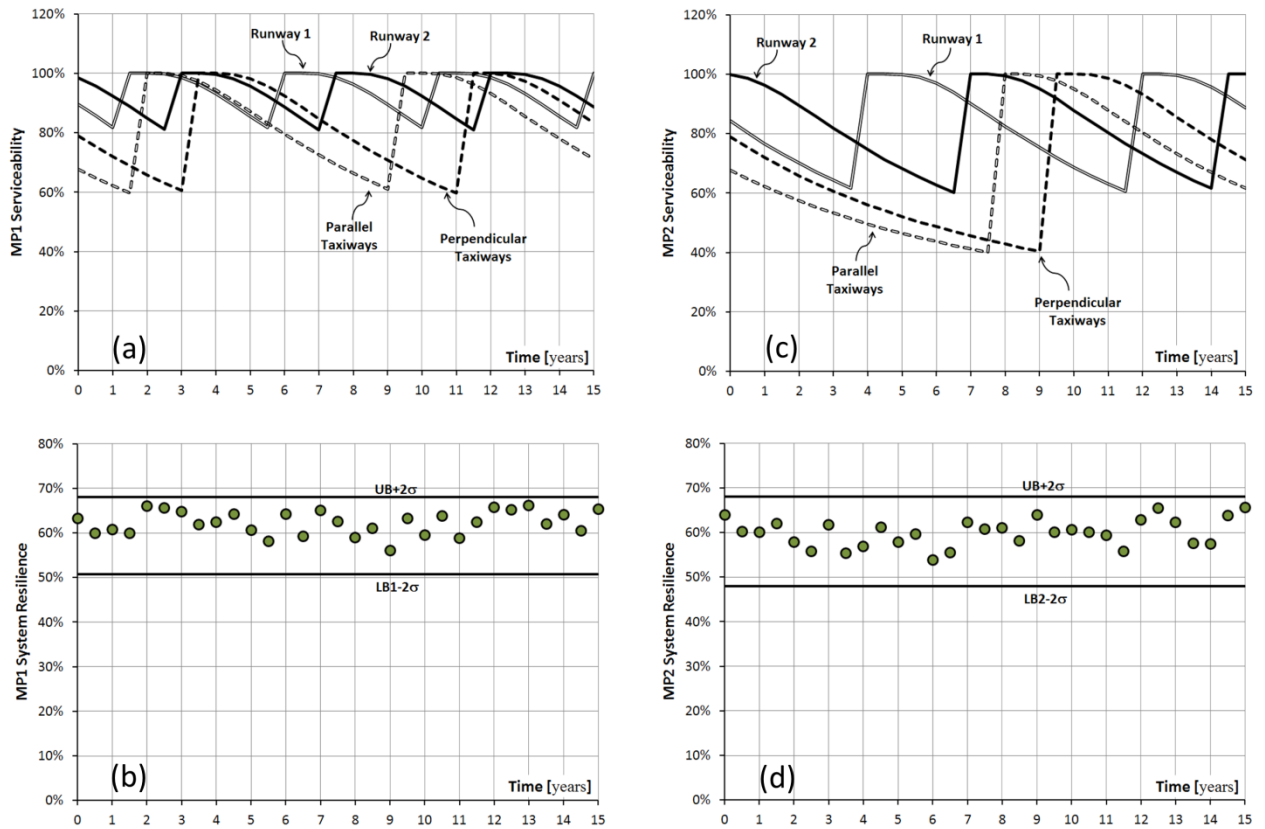 Runway 1
Runway 2
Parallel
Taxiways
Perpendicular
Taxiways
MP1 Serviceability
120%
100%
80%
60%
40%
20%
0%
(a)
Time [years]
0 1 2 3 4 5 6 7 8 9 10 11 12 13 14 15
Runway 2
Runway 1
Parallel
Taxiways
Perpendicular
Taxiways
MP2 Serviceability
120%
100%
80%
60%
40%
20%
0%
(c)
Time [years]
0 1 2 3 4 5 6 7 8 9 10 11 12 13 14 15
MP1 System Resilience
80%
70%
60%
50%
40%
30%
20%
10%
0%
UB+2σ
LB1-2σ
(b)
Time [years]
0 1 2 3 4 5 6 7 8 9 10 11 12 13 14 15
MP2 System Resilience
80%
70%
60%
50%
40%
30%
20%
10%
0%
UB+2σ
LB2-2σ
(d)
Time [years]
0 1 2 3 4 5 6 7 8 9 10 11 12 13 14 15